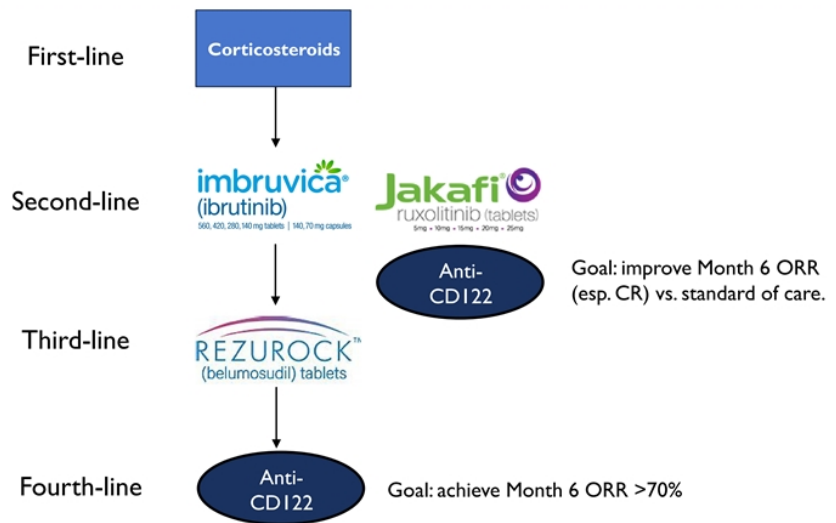 First-line
Corticosteroids
Second-line
imbruvica®
(ibrutinib)
560, 420, 280, 140 mg tablets | 140, 70 mg capsules
Jakafi®
ruxolitinib (tablets)
5mg • 10mg • 15mg • 20mg • 25mg
Anti-
CD122
Goal: improve Month 6 ORR
(esp. CR) vs. standard of care.
Third-line
REZUROCK™
(belumosudil) tablets
Fourth-line
Anti-
CD122
Goal: achieve Month 6 ORR >70%